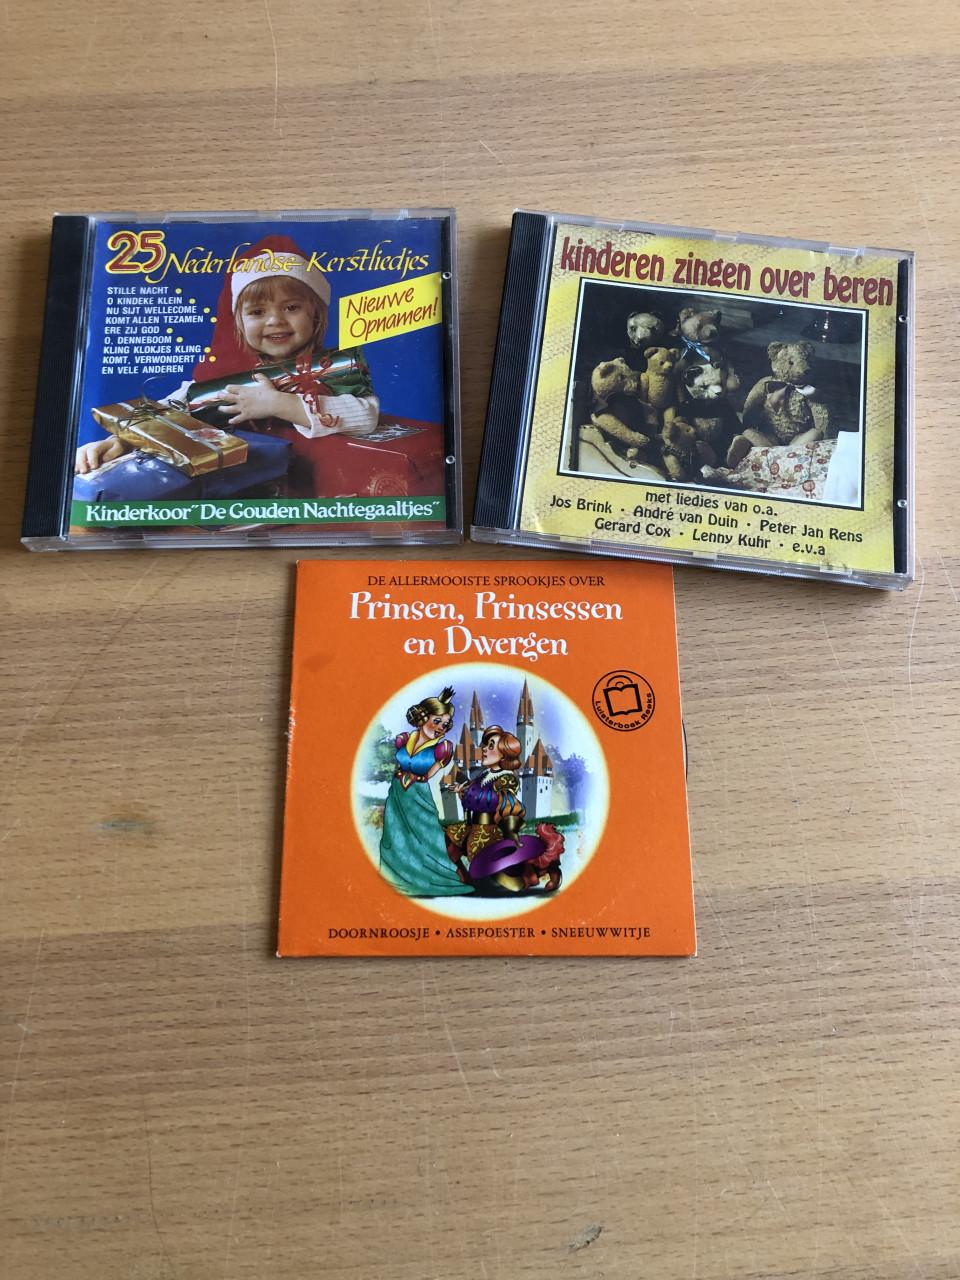 25 Nederlandse Kerstliedjes
STILLE NACHT •
O KINDEKE KLEIN •
NU SIJT WELLECOME •
KOMT ALLEN TEZAMEN •
ERE ZIJ GOD •
O. DENNEBOOM •
KLING KLOKJES KLING •
KOMT, VERWONDERT U •
EN VELE ANDEREN
Nieuwe
Opnamen!
Kinderkoor "De Gouden Nachtegaaltjes"
kinderen zingen over beren
met liedjes van o.a.
Jos Brink · André van Duin · Peter Jan Rens
Gerard Cox · Lenny Kuhr · e.v.a
DE ALLERMOOISTE SPROOKJES OVER
Prinsen, Prinsessen
en Dwergen
Luisterboek Reeks
DOORNROOSJE • ASSEPOESTER • SNEEUWWITJE